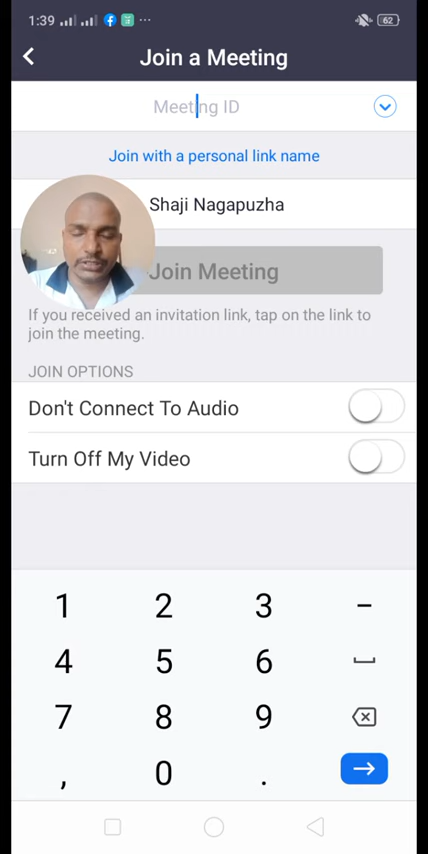 1:39 62
Join a Meeting
Meeting ID
Join with a personal link name
Shaji Nagapuzha
Join Meeting
If you received an invitation link, tap on the link to
join the meeting.
JOIN OPTIONS
Don't Connect To Audio
Turn Off My Video
1 2 3 –
4 5 6
7 8 9
, 0 .